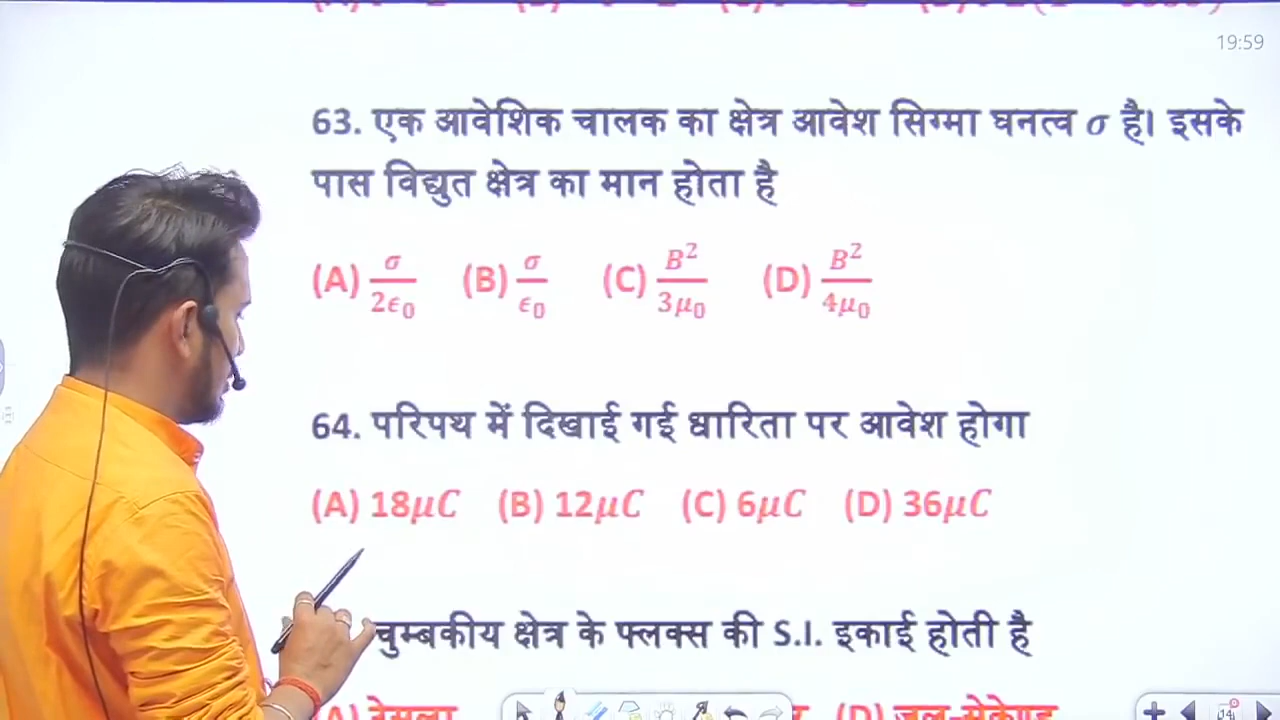 19:59
63. एक आवेशिक चालक का क्षेत्र आवेश सिग्मा घनत्व σ है। इसके
पास विद्युत क्षेत्र का मान होता है
(A) σ/2ϵ₀ (B) σ/ϵ₀ (C) B²/3μ₀ (D) B²/4μ₀
64. परिपथ में दिखाई गई धारिता पर आवेश होगा
(A) 18μC (B) 12μC (C) 6μC (D) 36μC
चुम्बकीय क्षेत्र के फ्लक्स की S.I. इकाई होती है
(D)